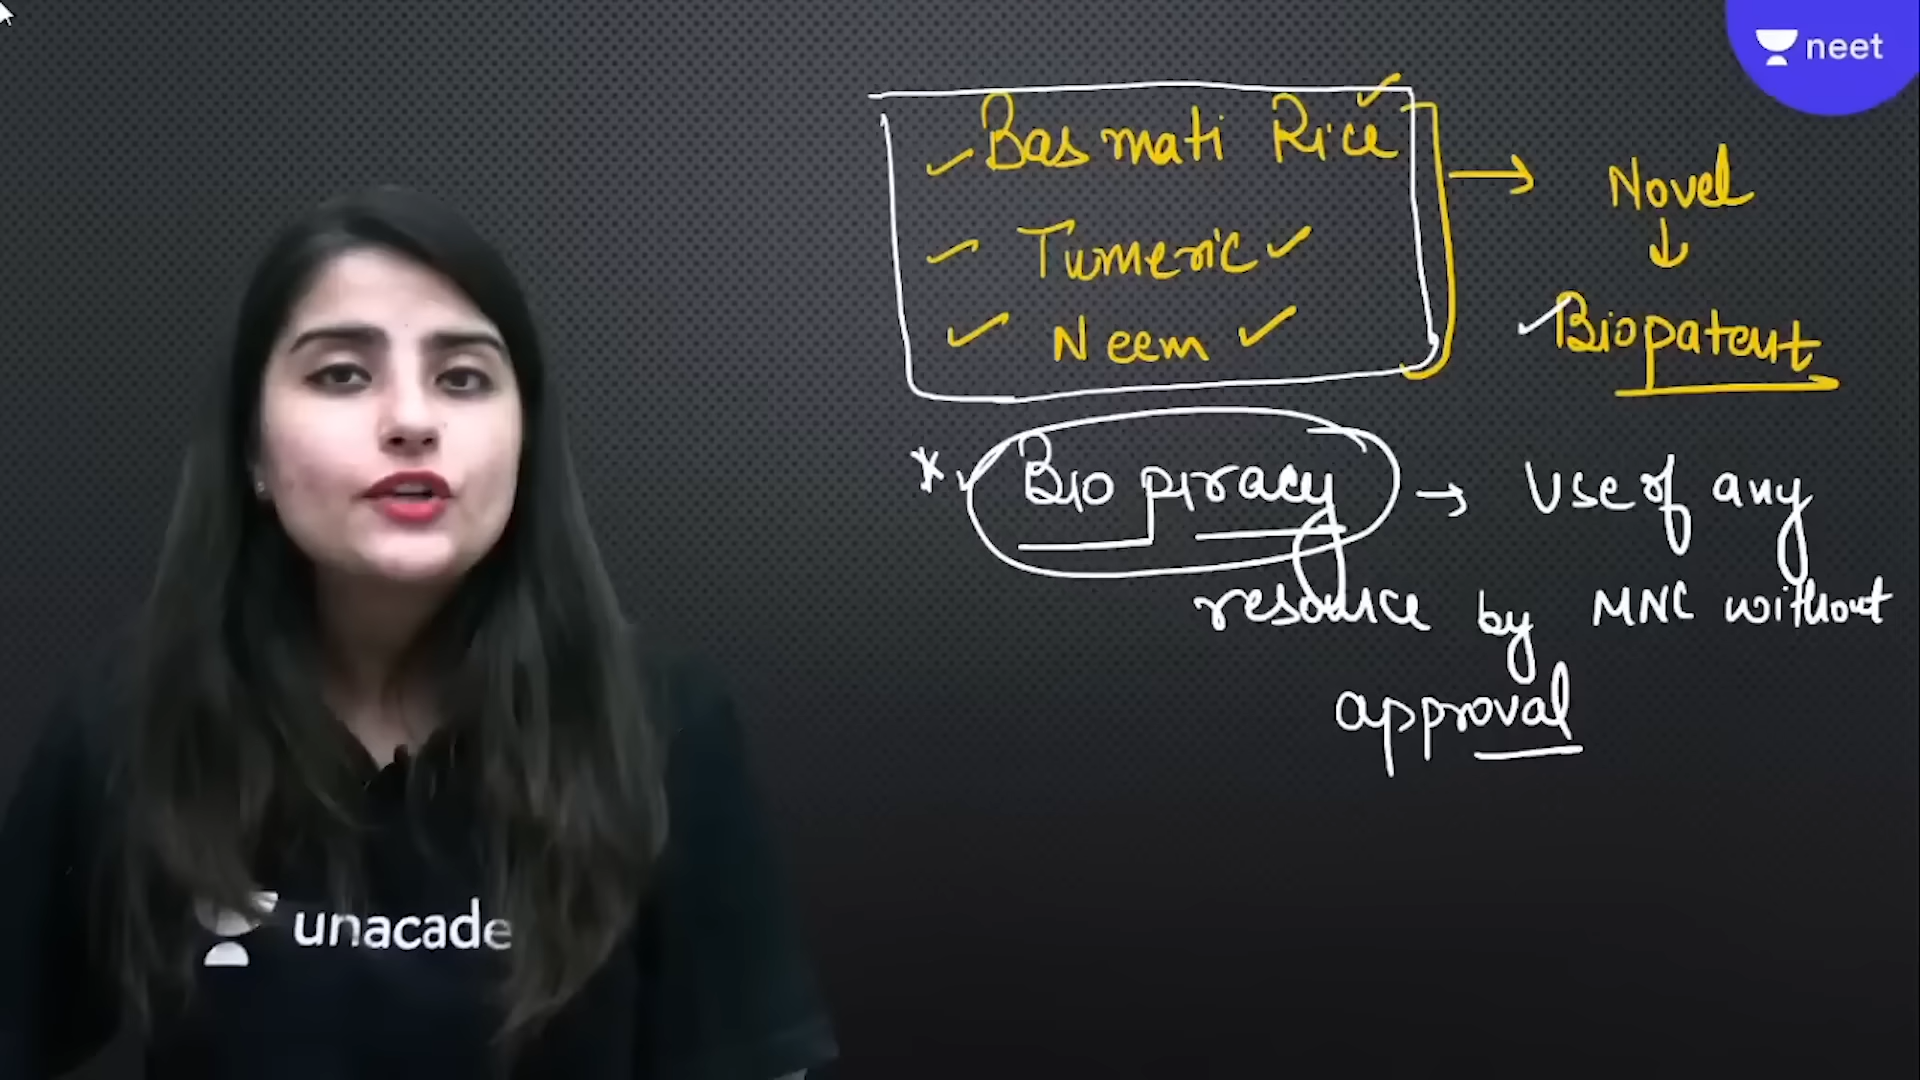 neet
Basmati Rice
Tumeric
Neem
Novel
Biopatent
Bio piracy → Use of any
resource by MNC without
approval
unacade